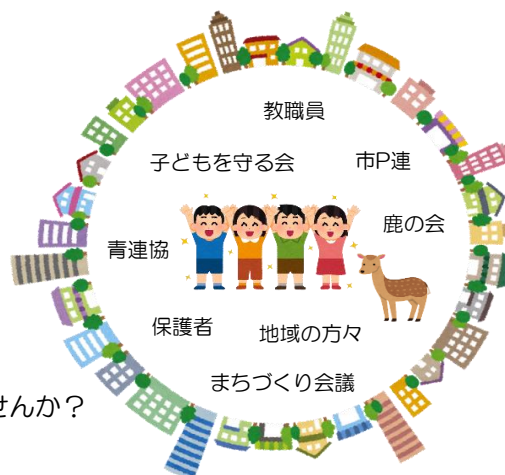 教職員
子どもを守る会
市P連
鹿の会
青連協
保護者
地域の方々
まちづくり会議
せんか？